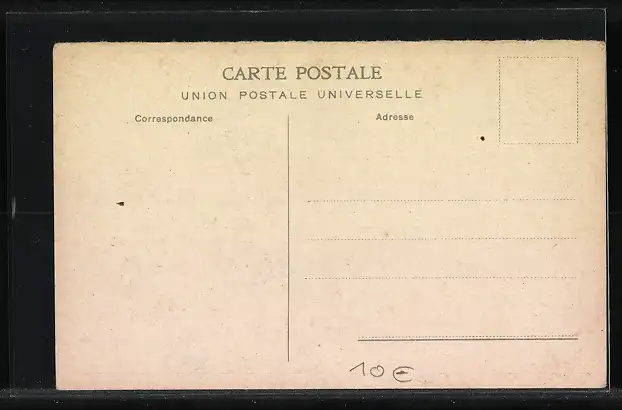 CARTE POSTALE
UNION POSTALE UNIVERSELLE
Correspondance
Adresse
10€